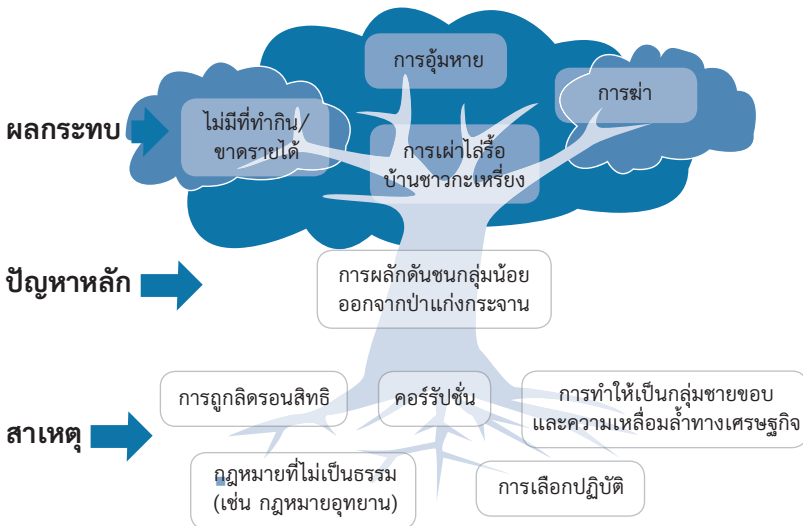 การอุ้มหาย
การฆ่า
ผลกระทบ
ไม่มีที่ทำกิน/
ขาดรายได้
การเผ่าไล่รื้อ
บ้านชาวกะเหรี่ยง
ปัญหาหลัก
การผลักดันชนกลุ่มน้อย
ออกจากป่าแก่งกระจาน
สาเหตุ
การถูกลิดรอนสิทธิ
คอร์รัปชั่น
การทำให้เป็นกลุ่มชายขอบ
และความเหลื่อมล้ำทางเศรษฐกิจ
กฎหมายที่ไม่เป็นธรรม
(เช่น กฎหมายอุทยาน)
การเลือกปฏิบัติ